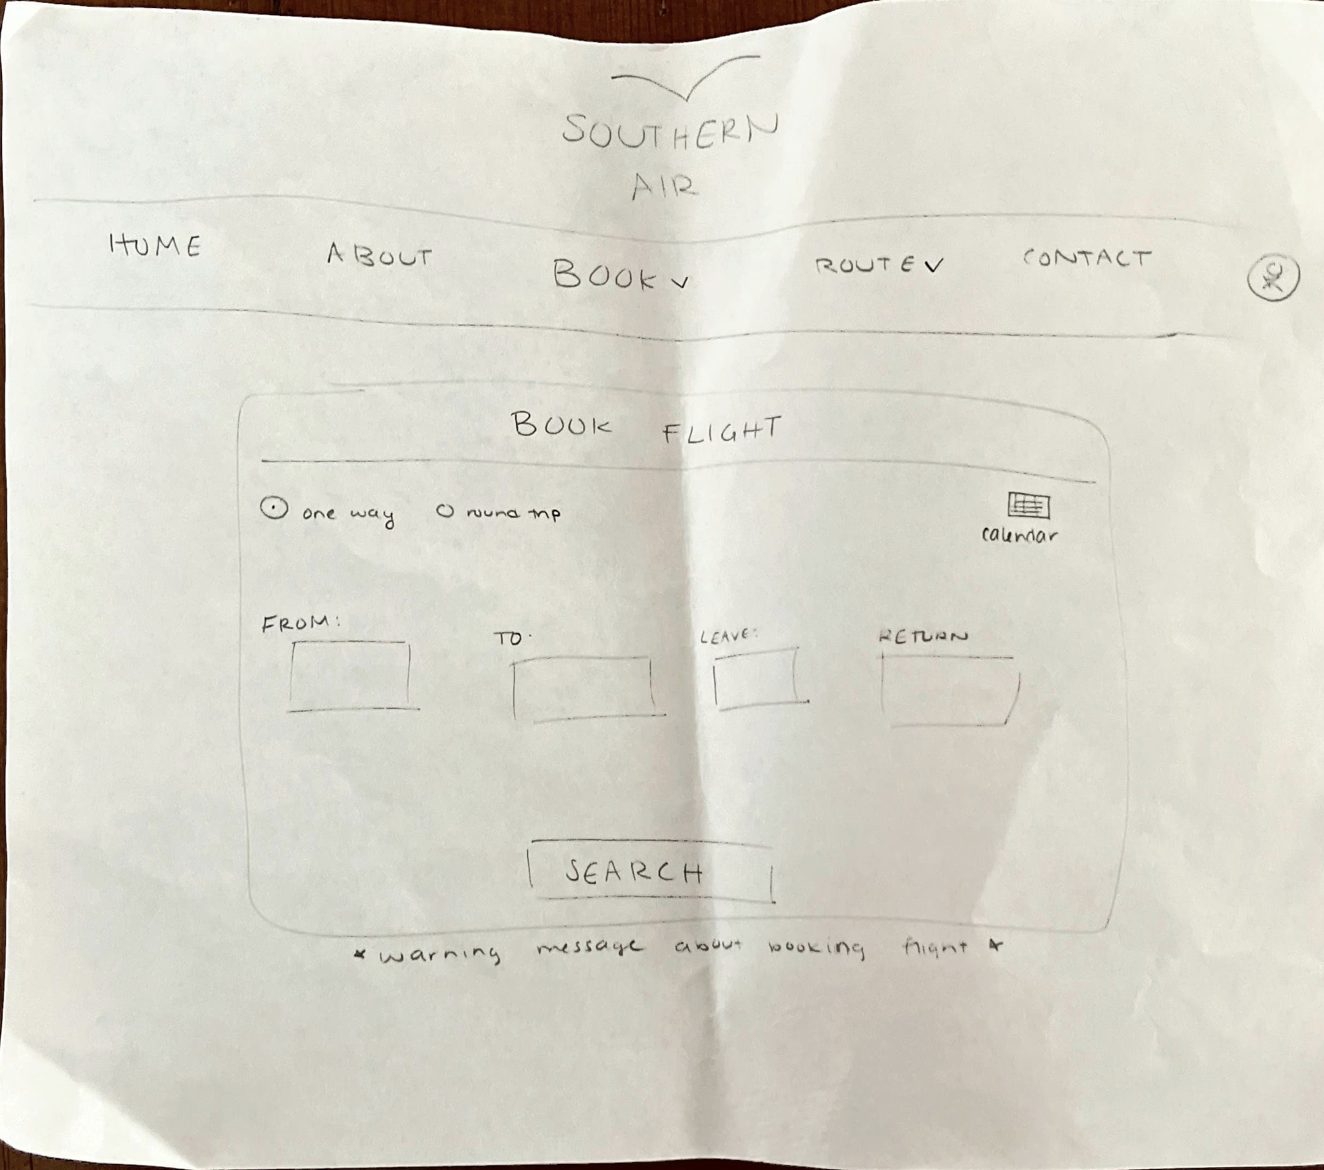 SOUTHERN
AIR
HOME ABOUT BOOK ROUTE CONTACT
BOOK FLIGHT
one way round trip
calendar
FROM: TO: LEAVE: RETURN
SEARCH
* warning message about booking flight *